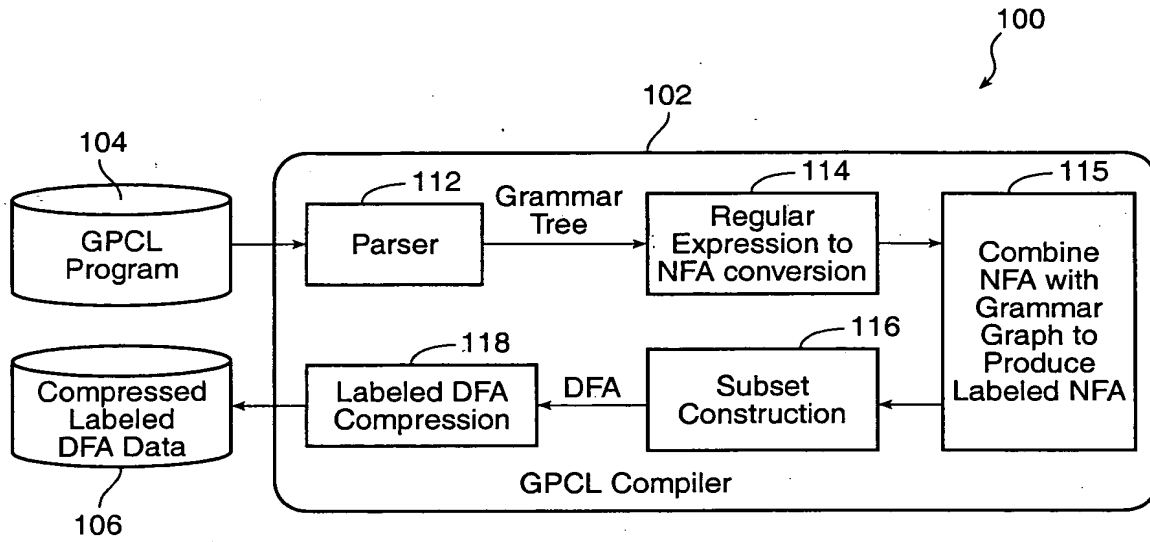 100
102
104
GPCL
Program
112
Parser
Grammar
Tree
114
Regular
Expression to
NFA conversion
115
Combine
NFA with
Grammar
Graph to
Produce
Labeled NFA
116
Subset
Construction
DFA
118
Labeled DFA
Compression
Compressed
Labeled
DFA Data
106
GPCL Compiler